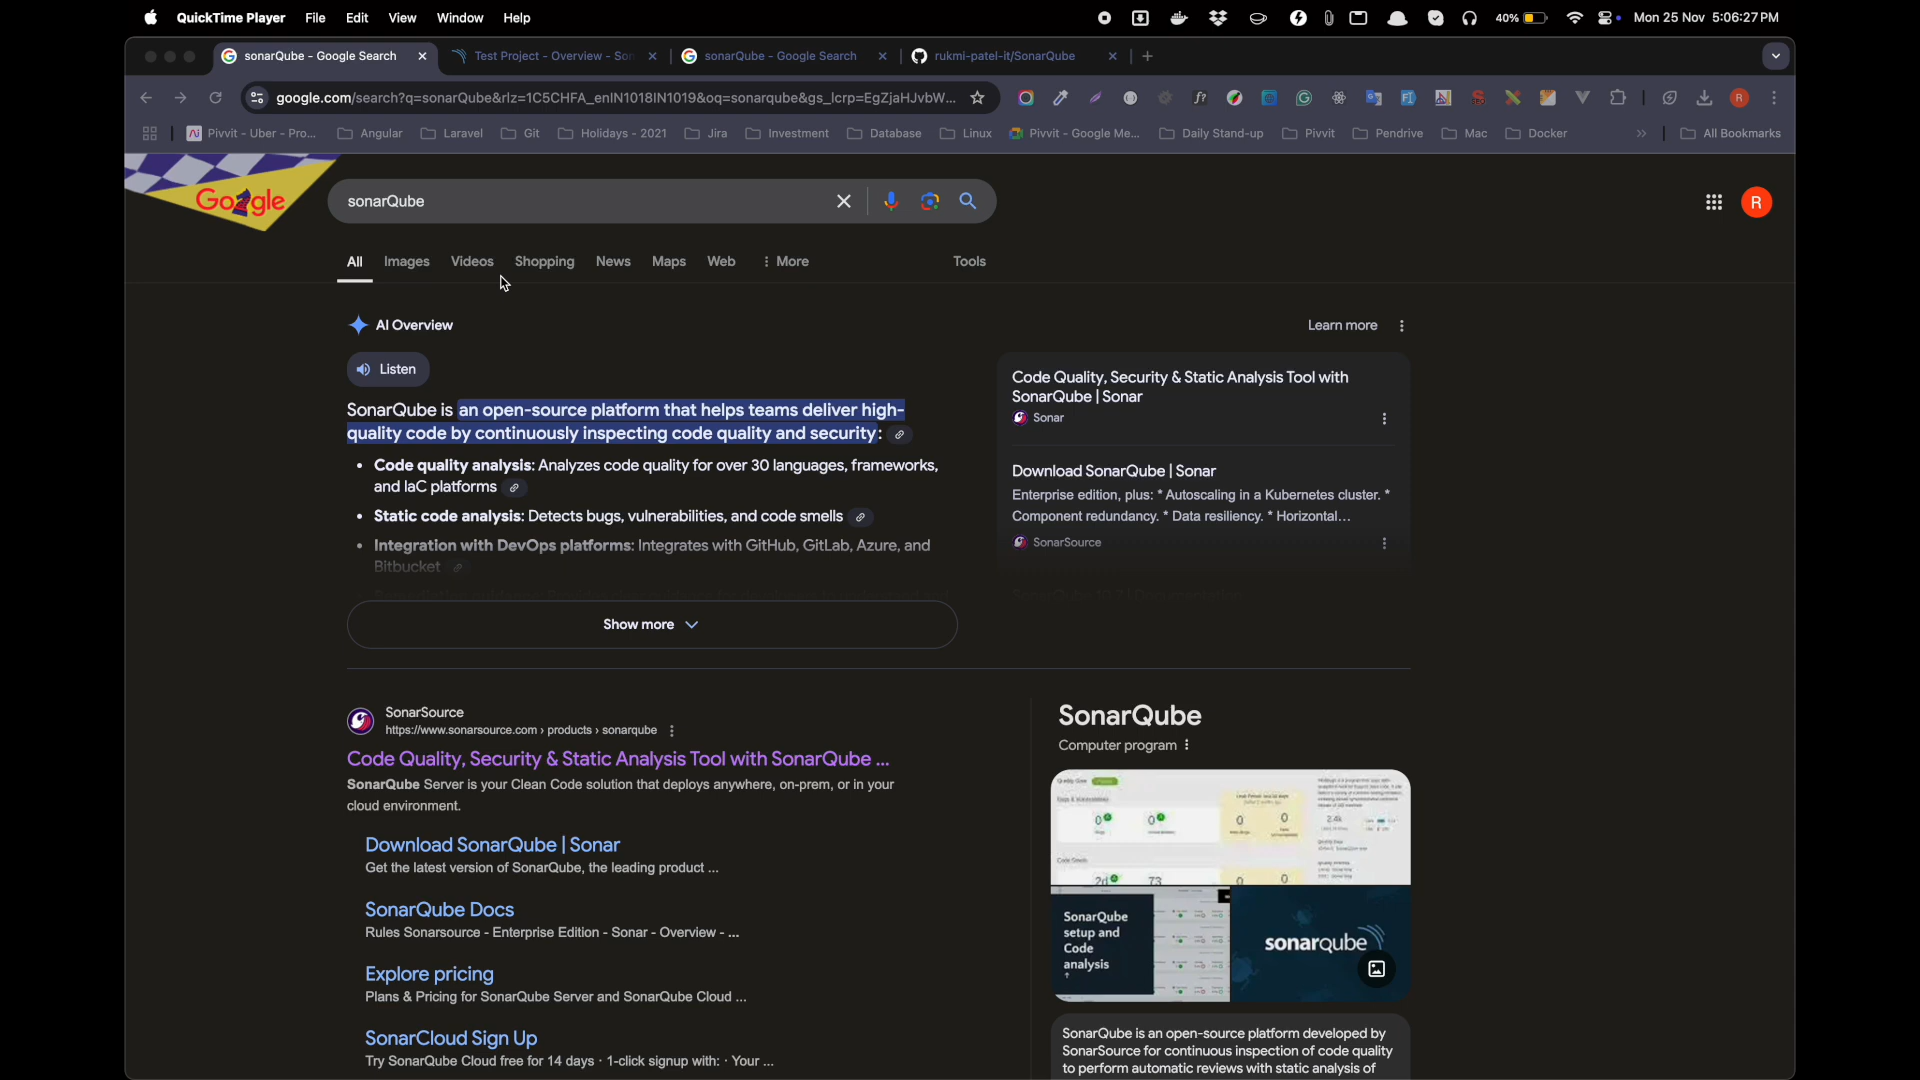 QuickTime Player File Edit View Window Help 40% Mon 25 Nov 5:06:27 PM
sonarQube - Google Search Test Project - Overview - Son sonarQube - Google Search rukmi-patel-it/SonarQube
google.com/search?q=sonarQube&rlz=1C5CHFA_enIN1018IN1019&oq=sonarqube&gs_lcrp=EgZjaHJvbW... R
Pivvit - Uber - Pro... Angular Laravel Git Holidays - 2021 Jira Investment Database Linux Pivvit - Google Me... Daily Stand-up Pivvit Pendrive Mac Docker » All Bookmarks
Google sonarQube R
All Images Videos Shopping News Maps Web More Tools
AI Overview Learn more
Listen
SonarQube is an open-source platform that helps teams deliver high-
quality code by continuously inspecting code quality and security:
• Code quality analysis: Analyzes code quality for over 30 languages, frameworks,
and IaC platforms
• Static code analysis: Detects bugs, vulnerabilities, and code smells
• Integration with DevOps platforms: Integrates with GitHub, GitLab, Azure, and
Bitbucket
Show more
Code Quality, Security & Static Analysis Tool with
SonarQube | Sonar
Sonar
Download SonarQube | Sonar
Enterprise edition, plus: * Autoscaling in a Kubernetes cluster. *
Component redundancy. * Data resiliency. * Horizontal...
SonarSource
SonarSource
https://www.sonarsource.com › products › sonarqube
Code Quality, Security & Static Analysis Tool with SonarQube ...
SonarQube Server is your Clean Code solution that deploys anywhere, on-prem, or in your
cloud environment.
Download SonarQube | Sonar
Get the latest version of SonarQube, the leading product ...
SonarQube Docs
Rules Sonarsource - Enterprise Edition - Sonar - Overview - ...
Explore pricing
Plans & Pricing for SonarQube Server and SonarQube Cloud ...
SonarCloud Sign Up
Try SonarQube Cloud free for 14 days · 1-click signup with: · Your ...
SonarQube
Computer program
0 0 0 0
2d 73 0 0
2.4k
SonarQube
setup and
Code
analysis
sonarqube
SonarQube is an open-source platform developed by
SonarSource for continuous inspection of code quality
to perform automatic reviews with static analysis of